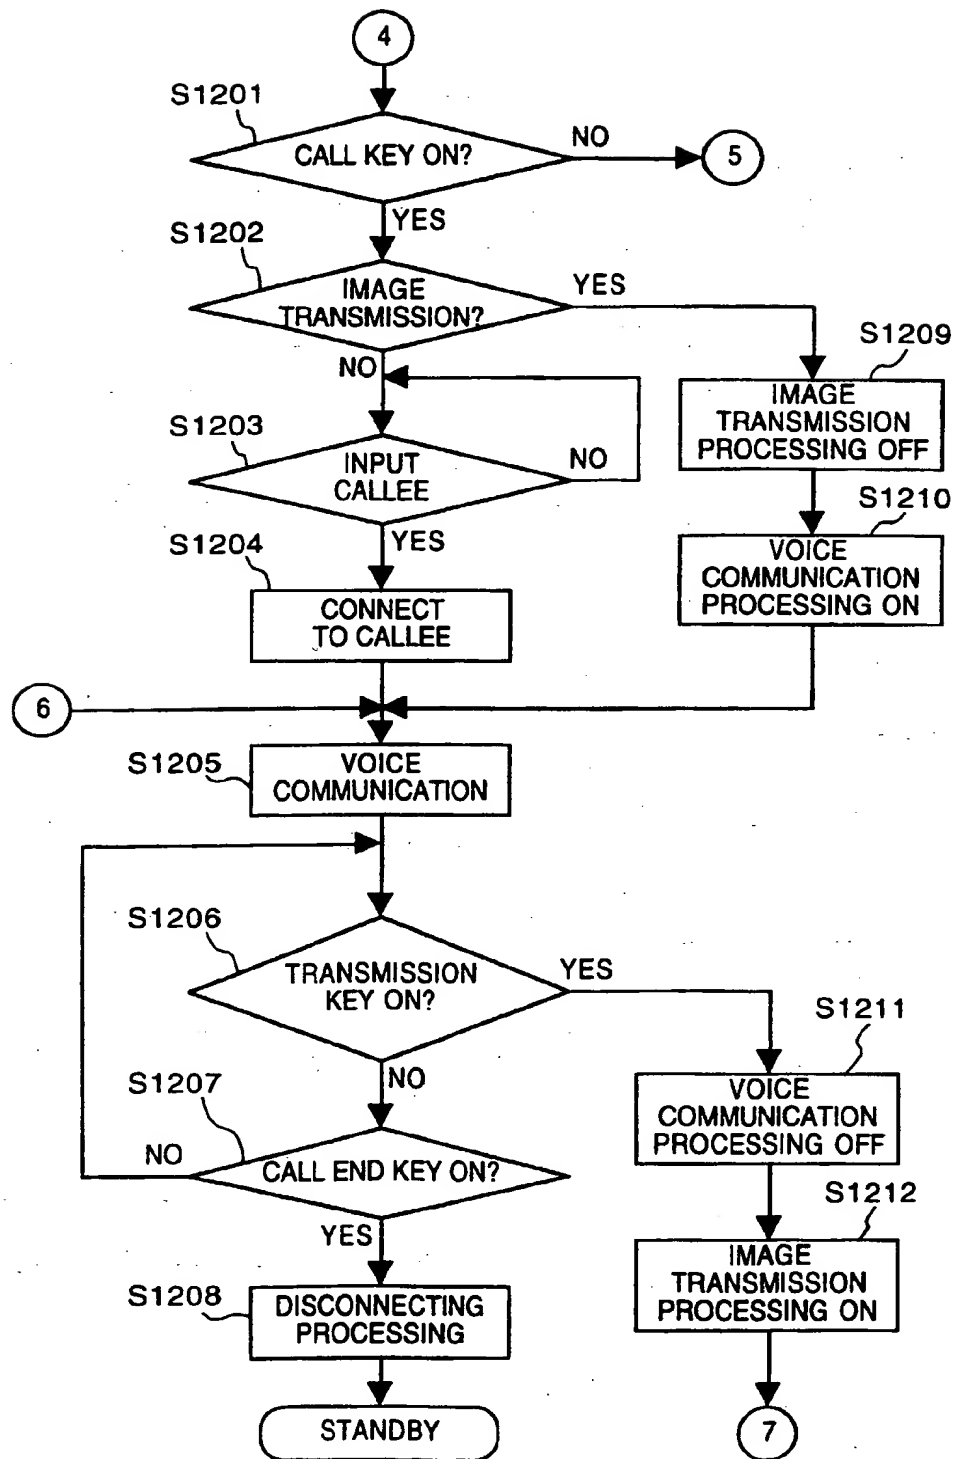 4
S1201
CALL KEY ON?
NO
5
YES
S1202
IMAGE
TRANSMISSION?
YES
NO
S1209
IMAGE
TRANSMISSION
PROCESSING OFF
S1203
INPUT
CALLEE
NO
YES
S1210
VOICE
COMMUNICATION
PROCESSING ON
S1204
CONNECT
TO CALLEE
6
S1205
VOICE
COMMUNICATION
S1206
TRANSMISSION
KEY ON?
YES
NO
S1211
VOICE
COMMUNICATION
PROCESSING OFF
S1207
CALL END KEY ON?
NO
YES
S1212
IMAGE
TRANSMISSION
PROCESSING ON
S1208
DISCONNECTING
PROCESSING
STANDBY
7